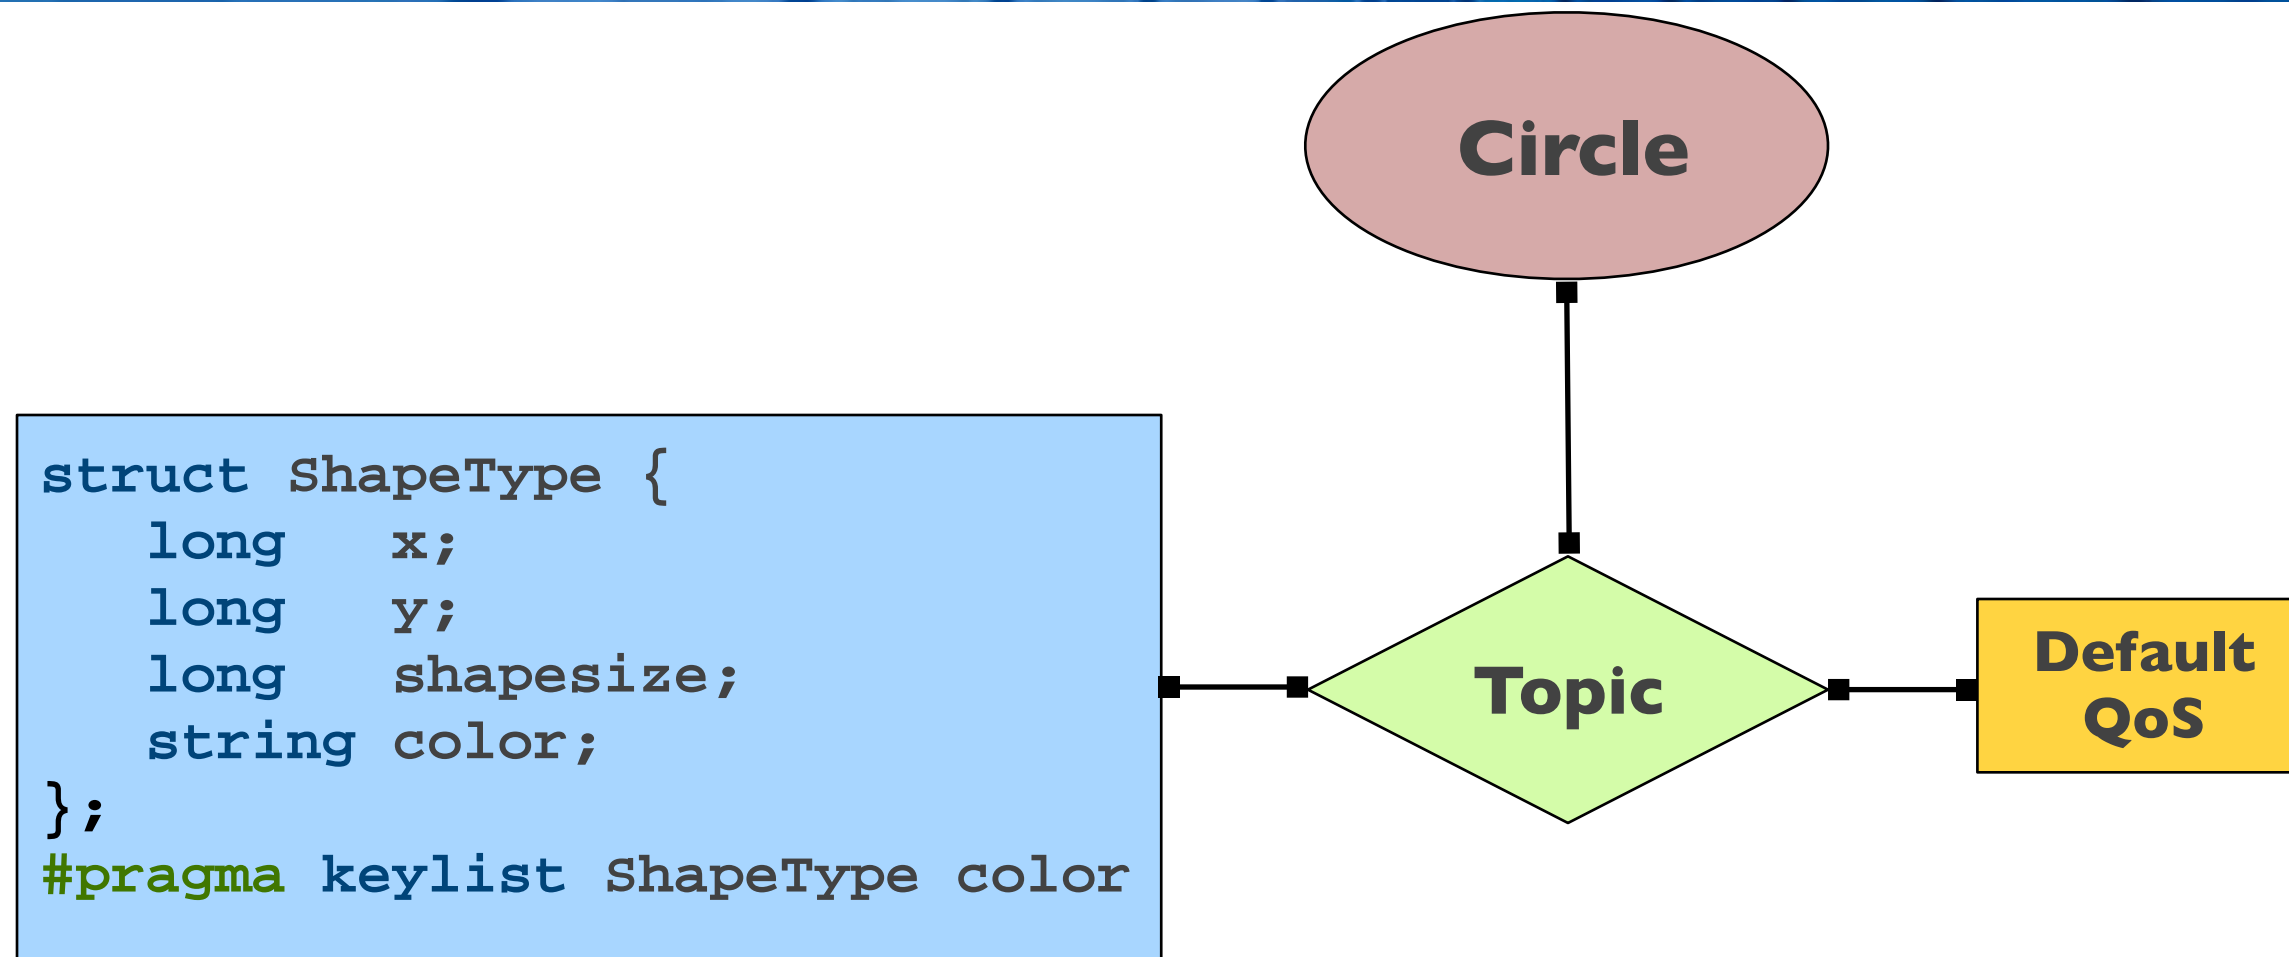 Circle
struct ShapeType {
   long   x;
   long   y;
   long   shapesize;
   string color;
};
#pragma keylist ShapeType color
Topic
Default
QoS